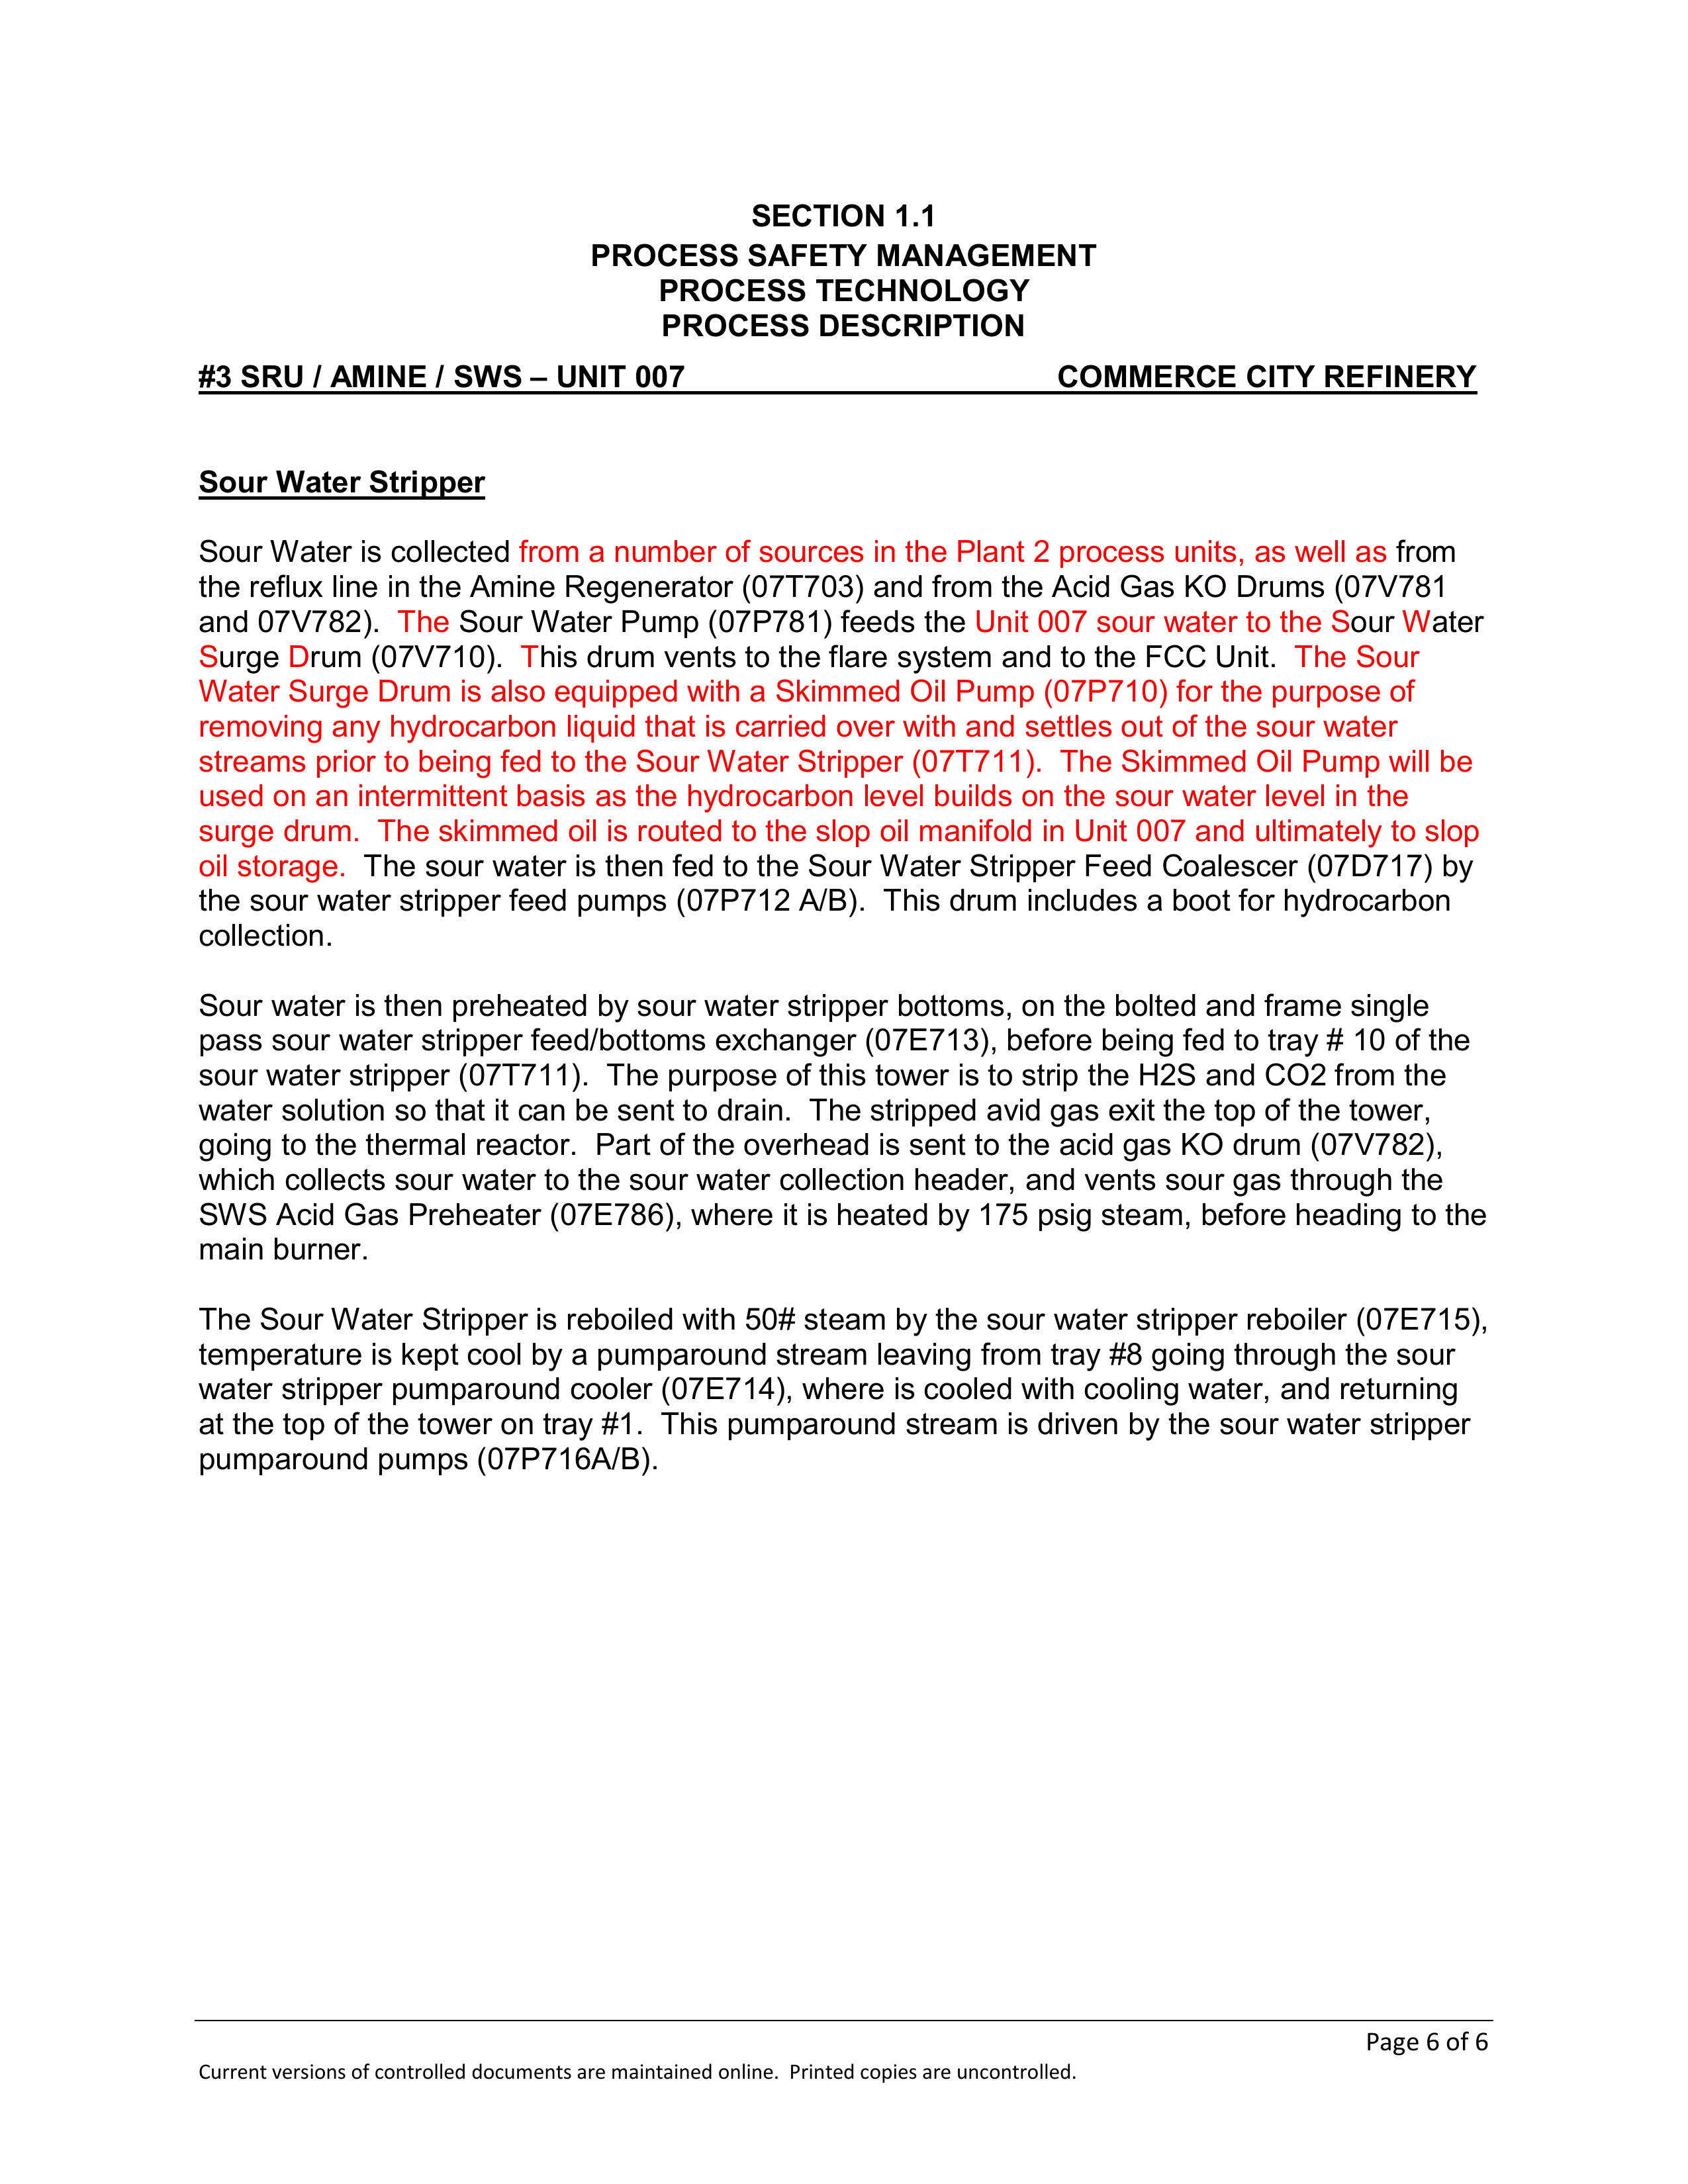 SECTION 1.1
PROCESS SAFETY MANAGEMENT
PROCESS TECHNOLOGY
PROCESS DESCRIPTION
#3 SRU / AMINE / SWS – UNIT 007 COMMERCE CITY REFINERY
Sour Water Stripper
Sour Water is collected from a number of sources in the Plant 2 process units, as well as from
the reflux line in the Amine Regenerator (07T703) and from the Acid Gas KO Drums (07V781
and 07V782).  The Sour Water Pump (07P781) feeds the Unit 007 sour water to the Sour Water
Surge Drum (07V710).  This drum vents to the flare system and to the FCC Unit.  The Sour
Water Surge Drum is also equipped with a Skimmed Oil Pump (07P710) for the purpose of
removing any hydrocarbon liquid that is carried over with and settles out of the sour water
streams prior to being fed to the Sour Water Stripper (07T711).  The Skimmed Oil Pump will be
used on an intermittent basis as the hydrocarbon level builds on the sour water level in the
surge drum.  The skimmed oil is routed to the slop oil manifold in Unit 007 and ultimately to slop
oil storage.  The sour water is then fed to the Sour Water Stripper Feed Coalescer (07D717) by
the sour water stripper feed pumps (07P712 A/B).  This drum includes a boot for hydrocarbon
collection.
Sour water is then preheated by sour water stripper bottoms, on the bolted and frame single
pass sour water stripper feed/bottoms exchanger (07E713), before being fed to tray # 10 of the
sour water stripper (07T711).  The purpose of this tower is to strip the H2S and CO2 from the
water solution so that it can be sent to drain.  The stripped avid gas exit the top of the tower,
going to the thermal reactor.  Part of the overhead is sent to the acid gas KO drum (07V782),
which collects sour water to the sour water collection header, and vents sour gas through the
SWS Acid Gas Preheater (07E786), where it is heated by 175 psig steam, before heading to the
main burner.
The Sour Water Stripper is reboiled with 50# steam by the sour water stripper reboiler (07E715),
temperature is kept cool by a pumparound stream leaving from tray #8 going through the sour
water stripper pumparound cooler (07E714), where is cooled with cooling water, and returning
at the top of the tower on tray #1.  This pumparound stream is driven by the sour water stripper
pumparound pumps (07P716A/B).
Page 6 of 6
Current versions of controlled documents are maintained online.  Printed copies are uncontrolled.